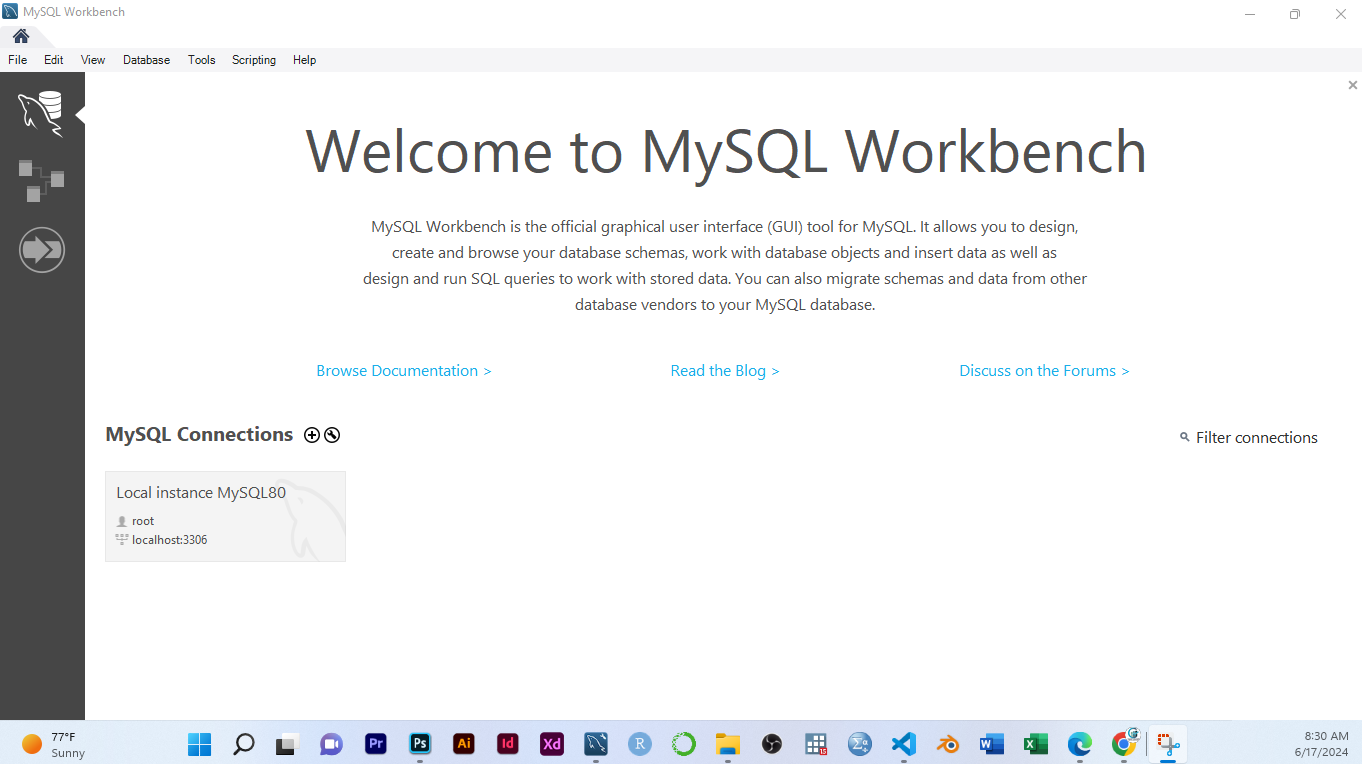 MySQL Workbench
File Edit View Database Tools Scripting Help
Welcome to MySQL Workbench
MySQL Workbench is the official graphical user interface (GUI) tool for MySQL. It allows you to design,
create and browse your database schemas, work with database objects and insert data as well as
design and run SQL queries to work with stored data. You can also migrate schemas and data from other
database vendors to your MySQL database.
Browse Documentation > Read the Blog > Discuss on the Forums >
MySQL Connections
Filter connections
Local instance MySQL80
root
localhost:3306
77°F
Sunny
Pr Ps Ai Id Xd R Σα W X
8:30 AM
6/17/2024